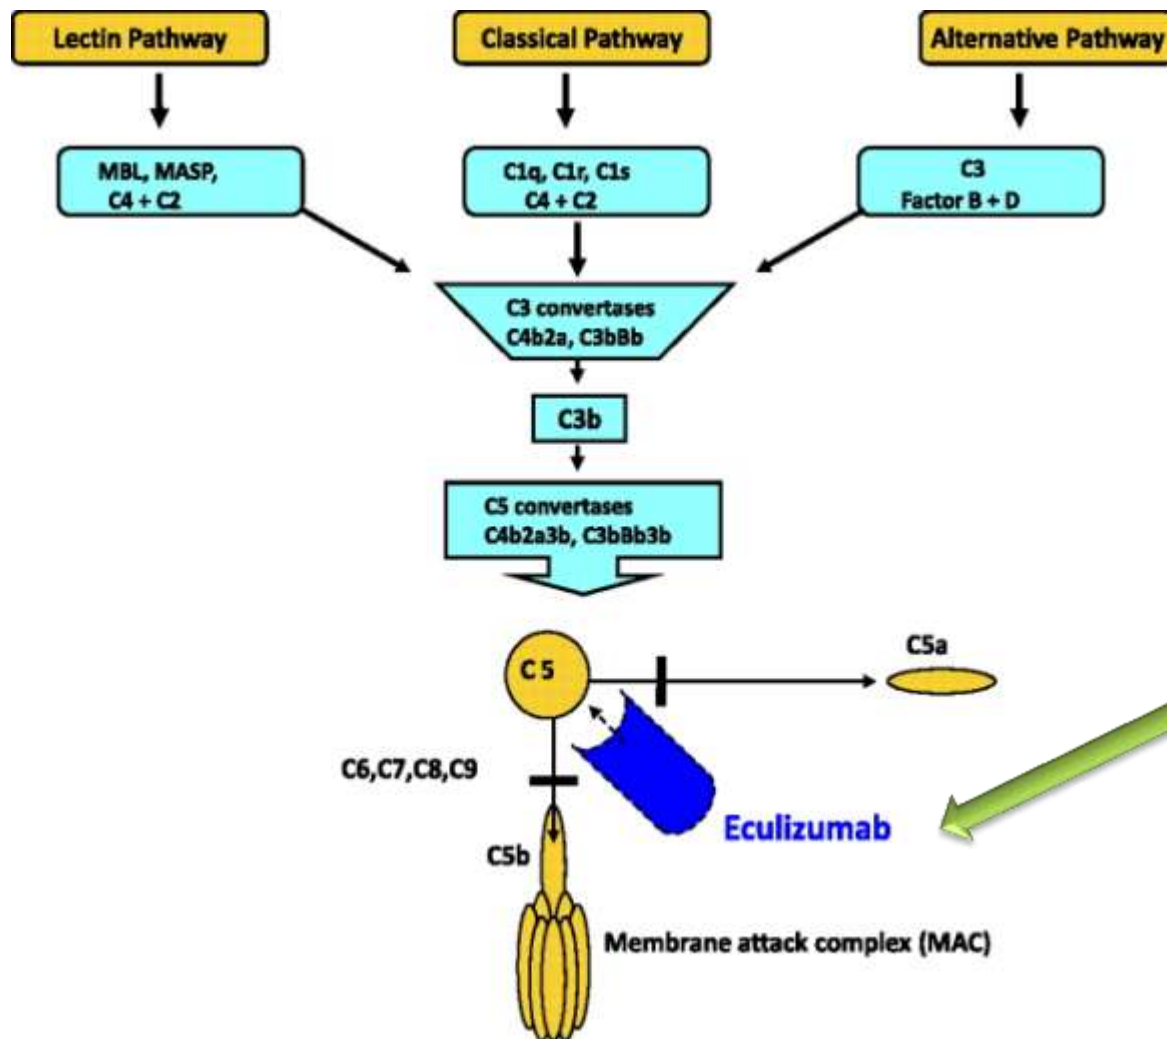 Lectin Pathway
Classical Pathway
Alternative Pathway
MBL, MASP,
C4 + C2
C1q, C1r, C1s
C4 + C2
C3
Factor B + D
C3 convertases
C4b2a, C3bBb
C3b
C5 convertases
C4b2a3b, C3bBb3b
C 5
C5a
C6,C7,C8,C9
Eculizumab
C5b
Membrane attack complex (MAC)